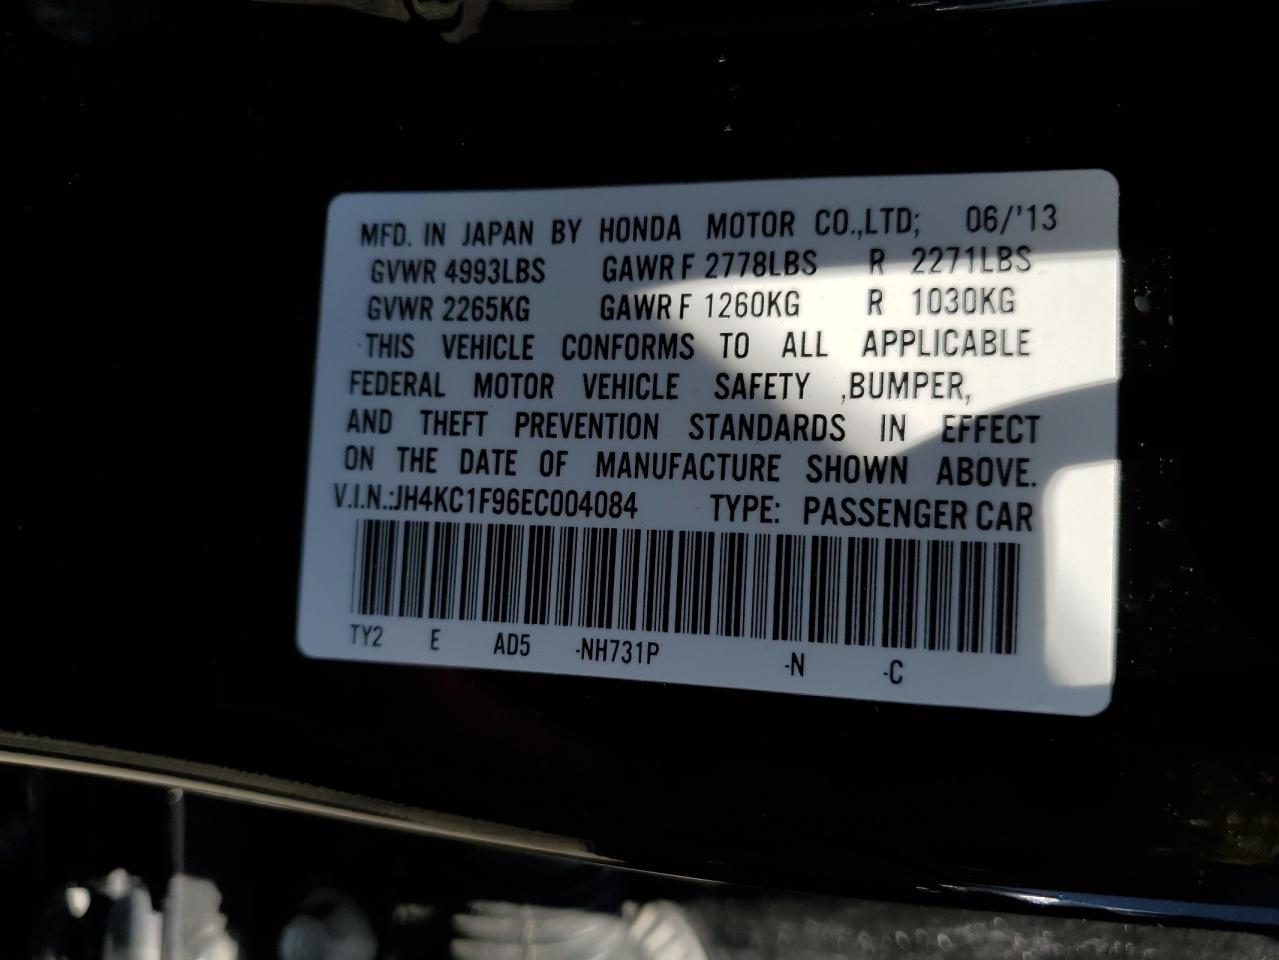 MFD. IN JAPAN BY HONDA MOTOR CO.,LTD; 06/'13
GVWR 4993LBS GAWR F 2778LBS R 2271LBS
GVWR 2265KG GAWR F 1260KG R 1030KG
THIS VEHICLE CONFORMS TO ALL APPLICABLE
FEDERAL MOTOR VEHICLE SAFETY ,BUMPER,
AND THEFT PREVENTION STANDARDS IN EFFECT
ON THE DATE OF MANUFACTURE SHOWN ABOVE.
V.I.N.:JH4KC1F96EC004084 TYPE: PASSENGER CAR
TY2 E AD5 -NH731P -N -C